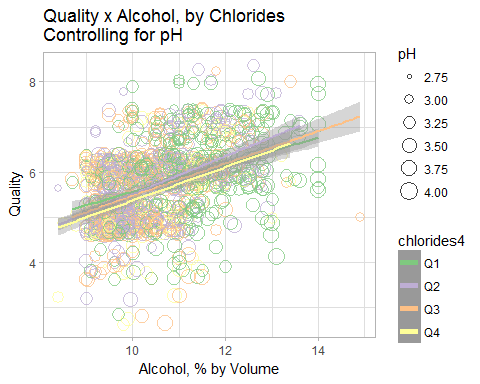 Quality x Alcohol, by Chlorides
Controlling for pH
8
6
4
Quality
10
12
14
Alcohol, % by Volume
pH
2.75
3.00
3.25
3.50
3.75
4.00
chlorides4
Q1
Q2
Q3
Q4